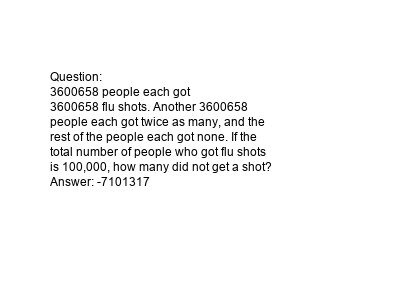 Question:
3600658 people each got
3600658 flu shots. Another 3600658
people each got twice as many, and the
rest of the people each got none. If the
total number of people who got flu shots
is 100,000, how many did not get a shot?
Answer: -7101317